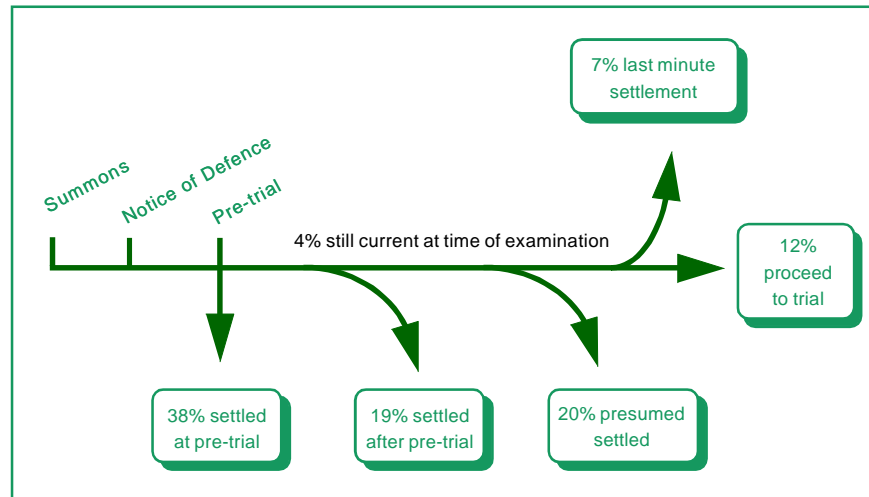 7% last minute
settlement
Summons
Notice of Defence
Pre-trial
4% still current at time of examination
12%
proceed
to trial
38% settled
at pre-trial
19% settled
after pre-trial
20% presumed
settled